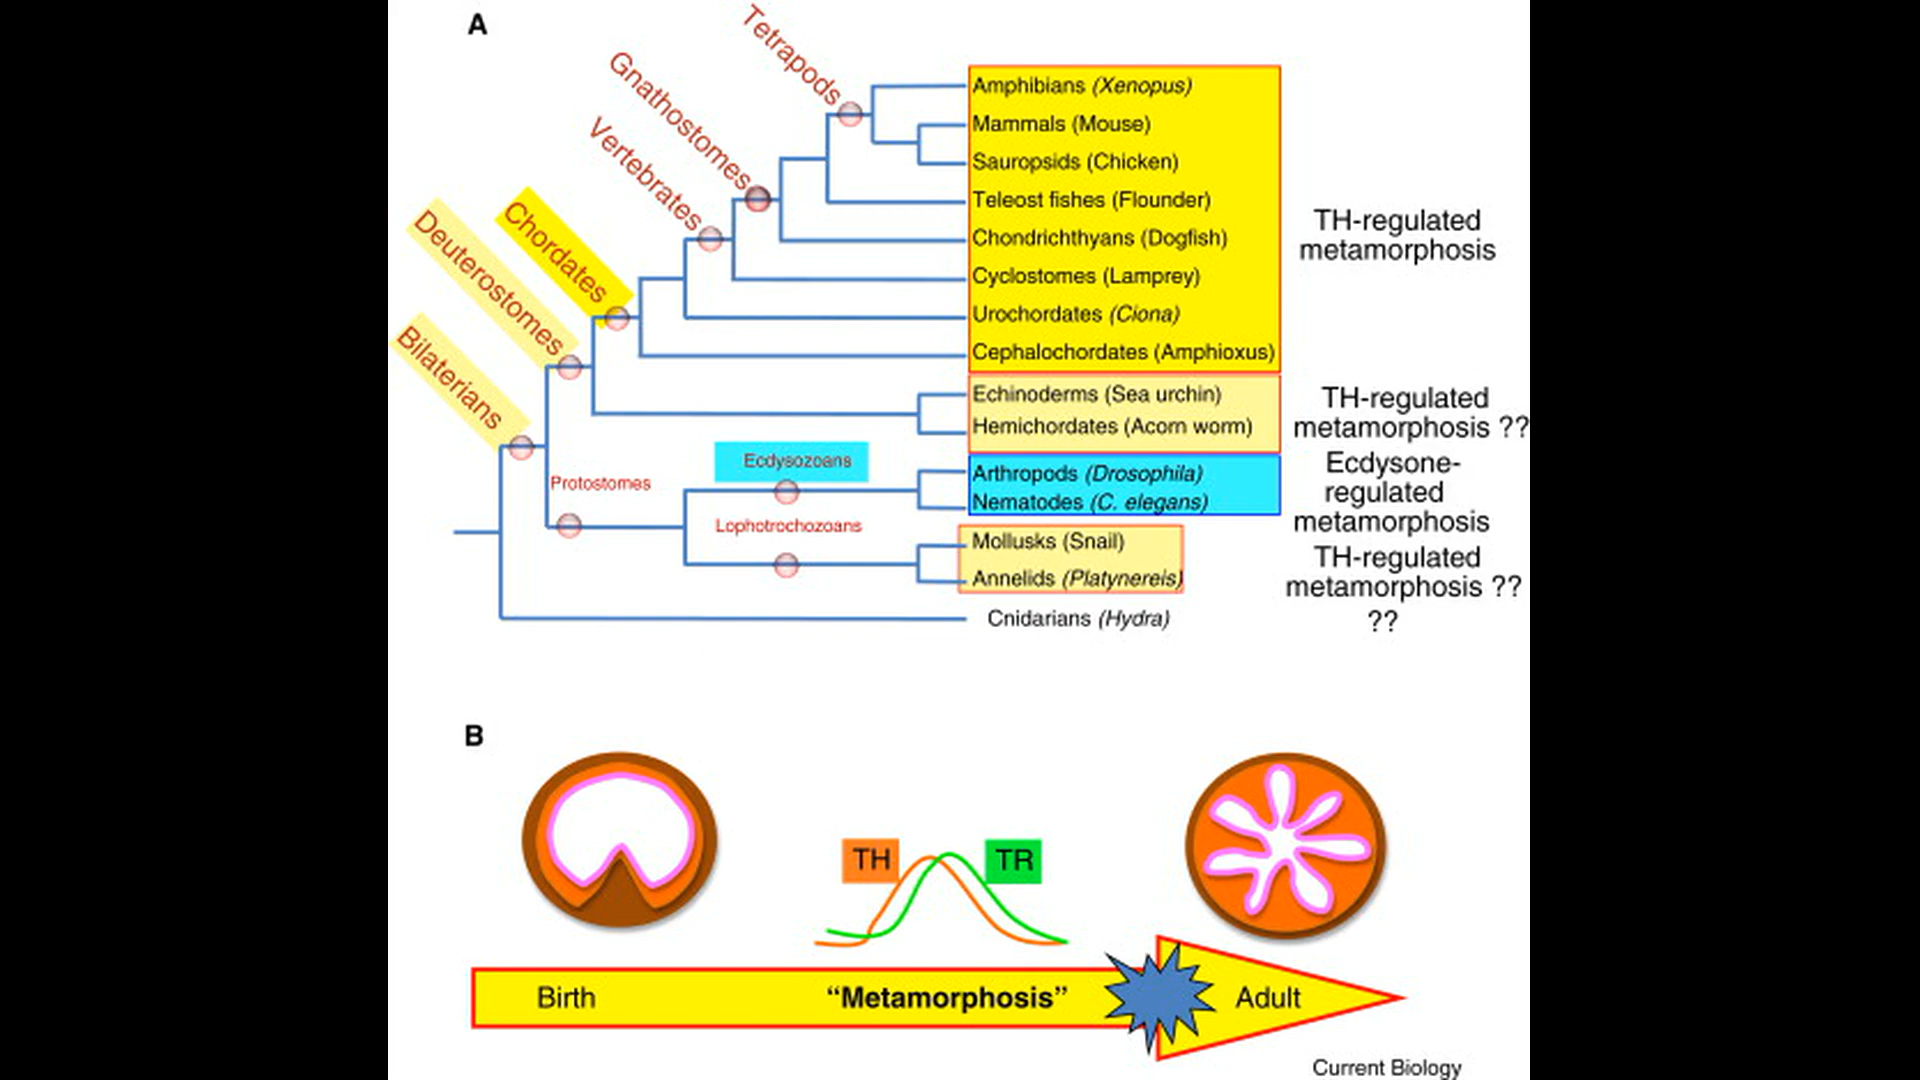 A
Tetrapods
Gnathostomes
Vertebrates
Chordates
Deuterostomes
Bilaterians
Protostomes
Ecdysozoans
Lophotrochozoans
Amphibians (Xenopus)
Mammals (Mouse)
Sauropsids (Chicken)
Teleost fishes (Flounder)
Chondrichthyans (Dogfish)
Cyclostomes (Lamprey)
Urochordates (Ciona)
Cephalochordates (Amphioxus)
Echinoderms (Sea urchin)
Hemichordates (Acorn worm)
Arthropods (Drosophila)
Nematodes (C. elegans)
Mollusks (Snail)
Annelids (Platynereis)
Cnidarians (Hydra)
TH-regulated
metamorphosis
TH-regulated
metamorphosis ??
Ecdysone-
regulated
metamorphosis
TH-regulated
metamorphosis ??
??
B
TH
TR
Birth
“Metamorphosis”
Adult
Current Biology